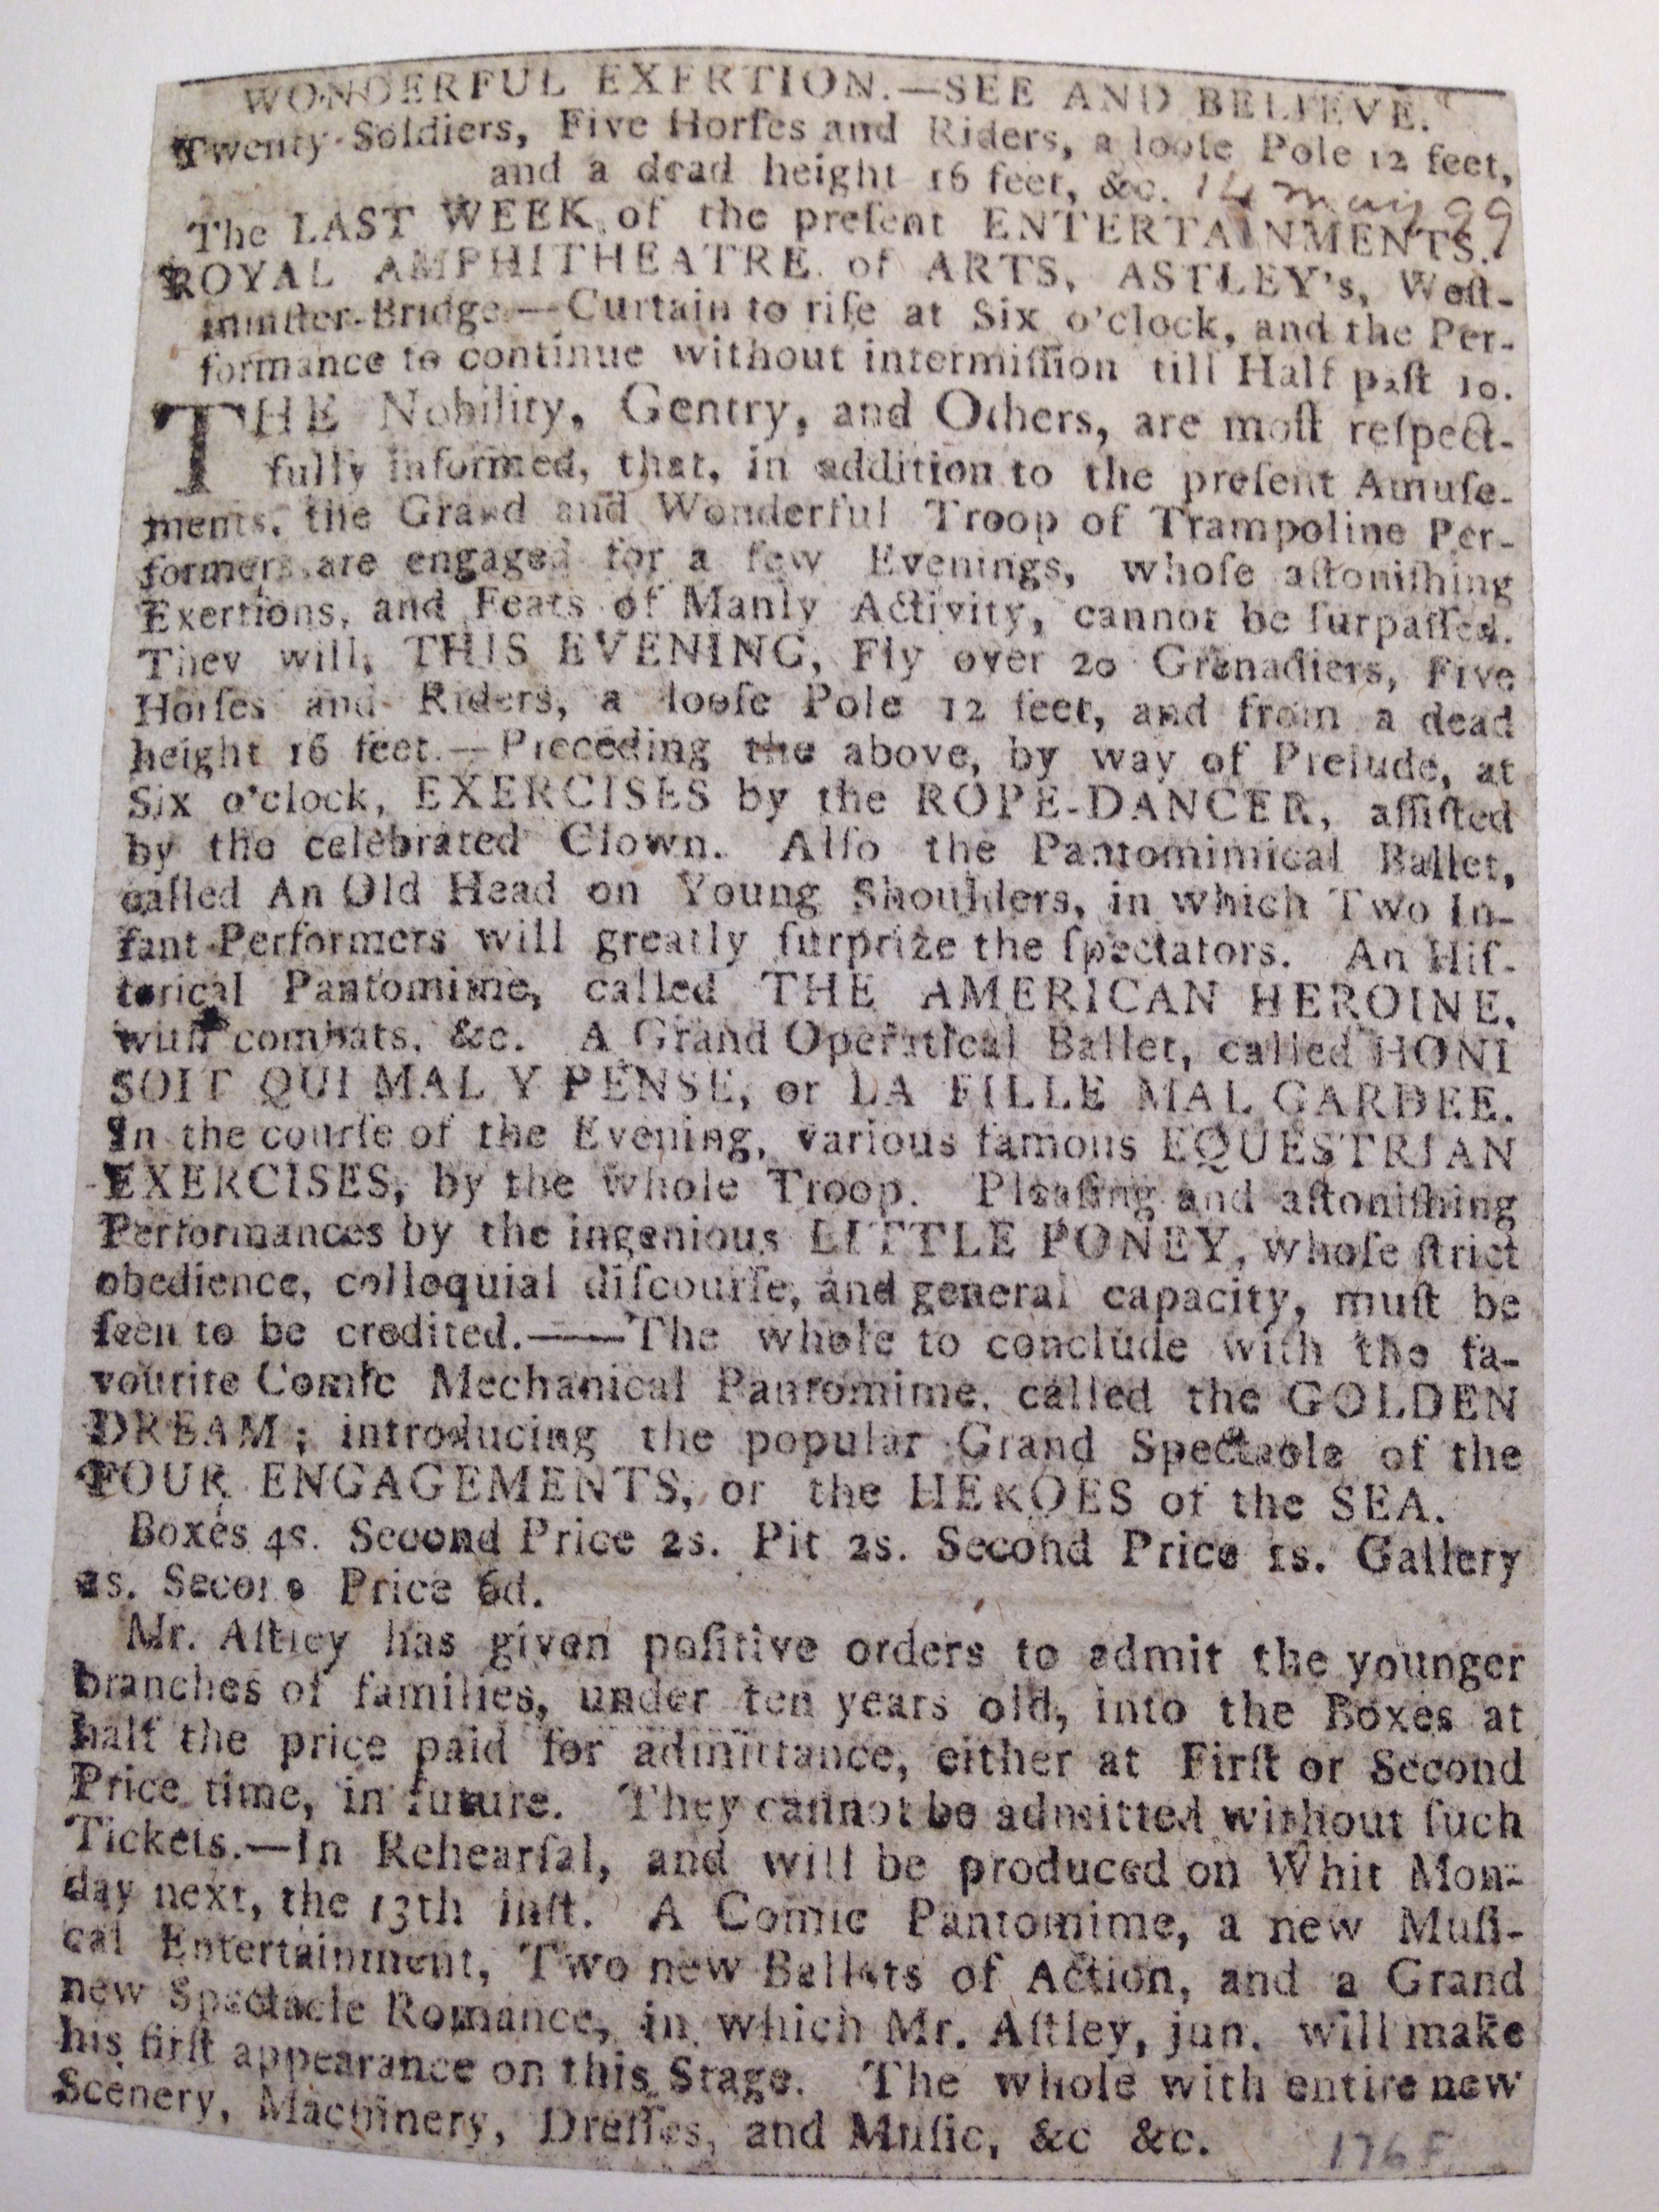 WONDERFUL EXERTION.—SEE AND BELIEVE.
Twenty Soldiers, Five Horſes and Riders, a looſe Pole 12 feet,
and a dead height 16 feet, &c. 14 May 99
The LAST WEEK of the preſent ENTERTAINMENTS.
ROYAL AMPHITHEATRE of ARTS, ASTLEY's, Weſt-
minſter-Bridge.—Curtain to riſe at Six o'clock, and the Per-
formance to continue without intermiſſion till Half paſt 10.
THE Nobility, Gentry, and Others, are moſt reſpect-
fully informed, that, in addition to the preſent Amuſe-
ments, the Grand and Wonderful Troop of Trampoline Per-
formers are engaged for a few Evenings, whoſe aſtoniſhing
Exertions, and Feats of Manly Activity, cannot be ſurpaſſed.
They will, THIS EVENING, Fly over 20 Grenadiers, Five
Horſes and Riders, a looſe Pole 12 feet, and from a dead
height 16 feet.—Preceding the above, by way of Prelude, at
Six o'clock, EXERCISES by the ROPE-DANCER, aſſiſted
by the celebrated Clown. Alſo the Pantomimical Ballet,
called An Old Head on Young Shoulders, in which Two In-
fant Performers will greatly ſurprize the ſpectators. An Hiſ-
torical Pantomime, called THE AMERICAN HEROINE,
with combats, &c. A Grand Operatical Ballet, called HONI
SOIT QUI MAL Y PENSE, or LA FILLE MAL GARDEE.
In the courſe of the Evening, various famous EQUESTRIAN
EXERCISES, by the whole Troop. Pleaſing and aſtoniſhing
Performances by the ingenious LITTLE PONEY, whoſe ſtrict
obedience, colloquial diſcourſe, and general capacity, muſt be
ſeen to be credited.——The whole to conclude with the fa-
vourite Comic Mechanical Pantomime, called the GOLDEN
DREAM; introducing the popular Grand Spectacle of the
FOUR ENGAGEMENTS, or the HEROES of the SEA.
Boxes 4s. Second Price 2s. Pit 2s. Second Price 1s. Gallery
1s. Second Price 6d.
Mr. Aſtley has given poſitive orders to admit the younger
branches of families, under ten years old, into the Boxes at
half the price paid for admittance, either at Firſt or Second
Price time, in future. They cannot be admitted without ſuch
Tickets.—In Rehearſal, and will be produced on Whit Mon-
day next, the 13th inſt. A Comic Pantomime, a new Muſi-
cal Entertainment, Two new Ballets of Action, and a Grand
new Spectacle Romance, in which Mr. Aſtley, jun. will make
his firſt appearance on this Stage. The whole with entire new
Scenery, Machinery, Dreſſes, and Muſic, &c &c.
176F